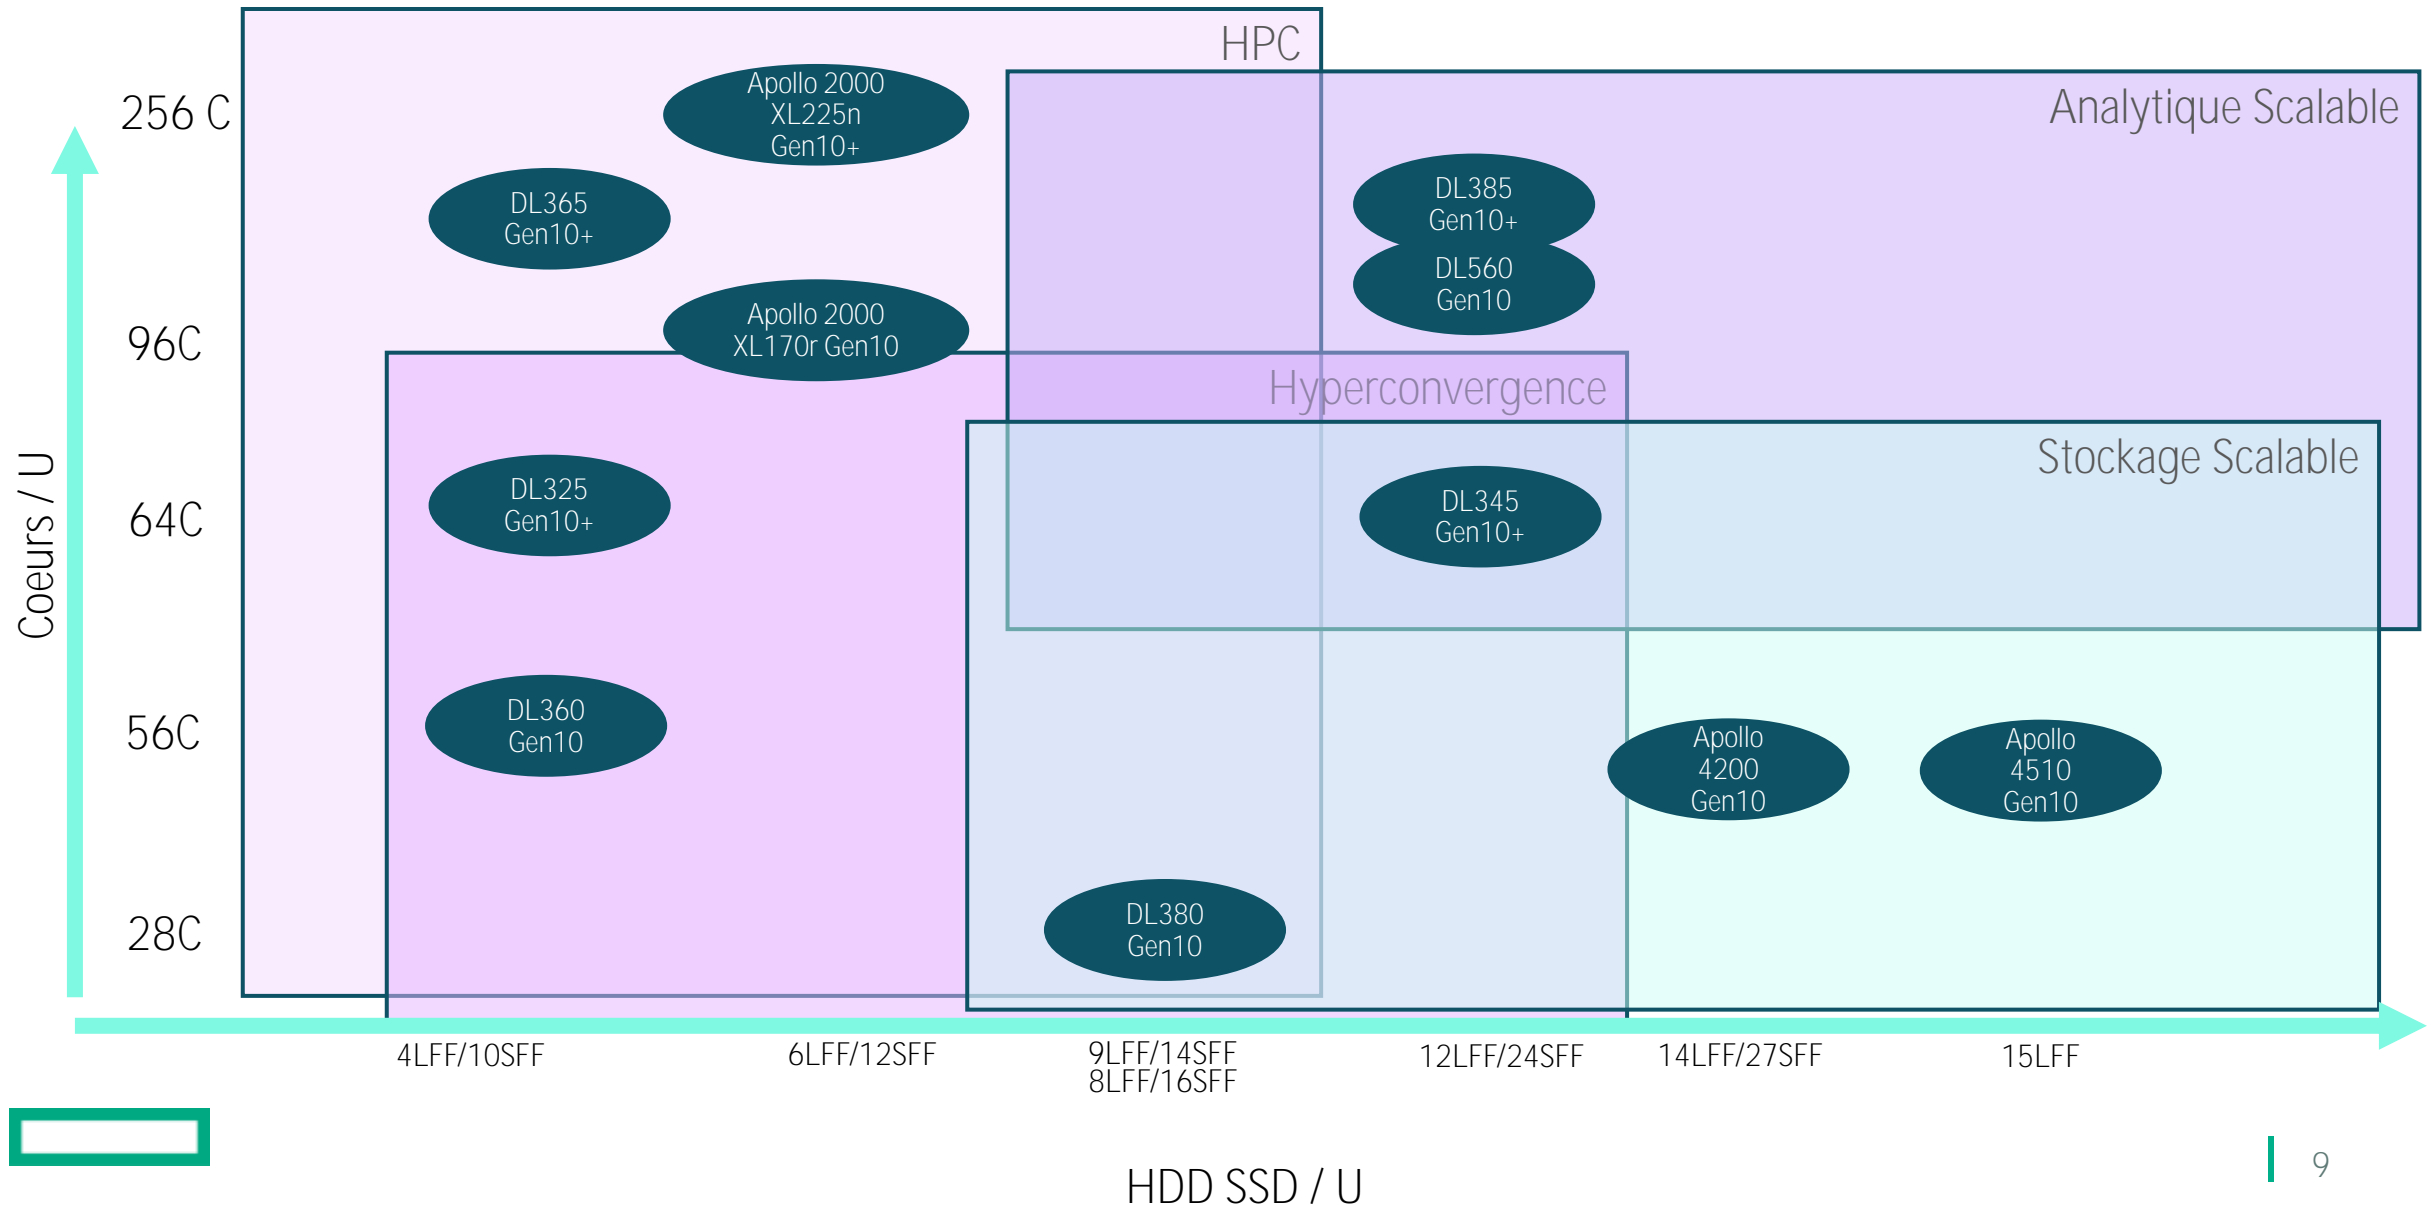 HPC
Analytique Scalable
Hyperconvergence
Stockage Scalable
Coeurs / U
256 C
96C
64C
56C
28C
Apollo 2000
XL225n
Gen10+
DL365
Gen10+
DL385
Gen10+
DL560
Gen10
Apollo 2000
XL170r Gen10
DL325
Gen10+
DL345
Gen10+
DL360
Gen10
Apollo
4200
Gen10
Apollo
4510
Gen10
DL380
Gen10
4LFF/10SFF
6LFF/12SFF
9LFF/14SFF
8LFF/16SFF
12LFF/24SFF
14LFF/27SFF
15LFF
HDD SSD / U
9